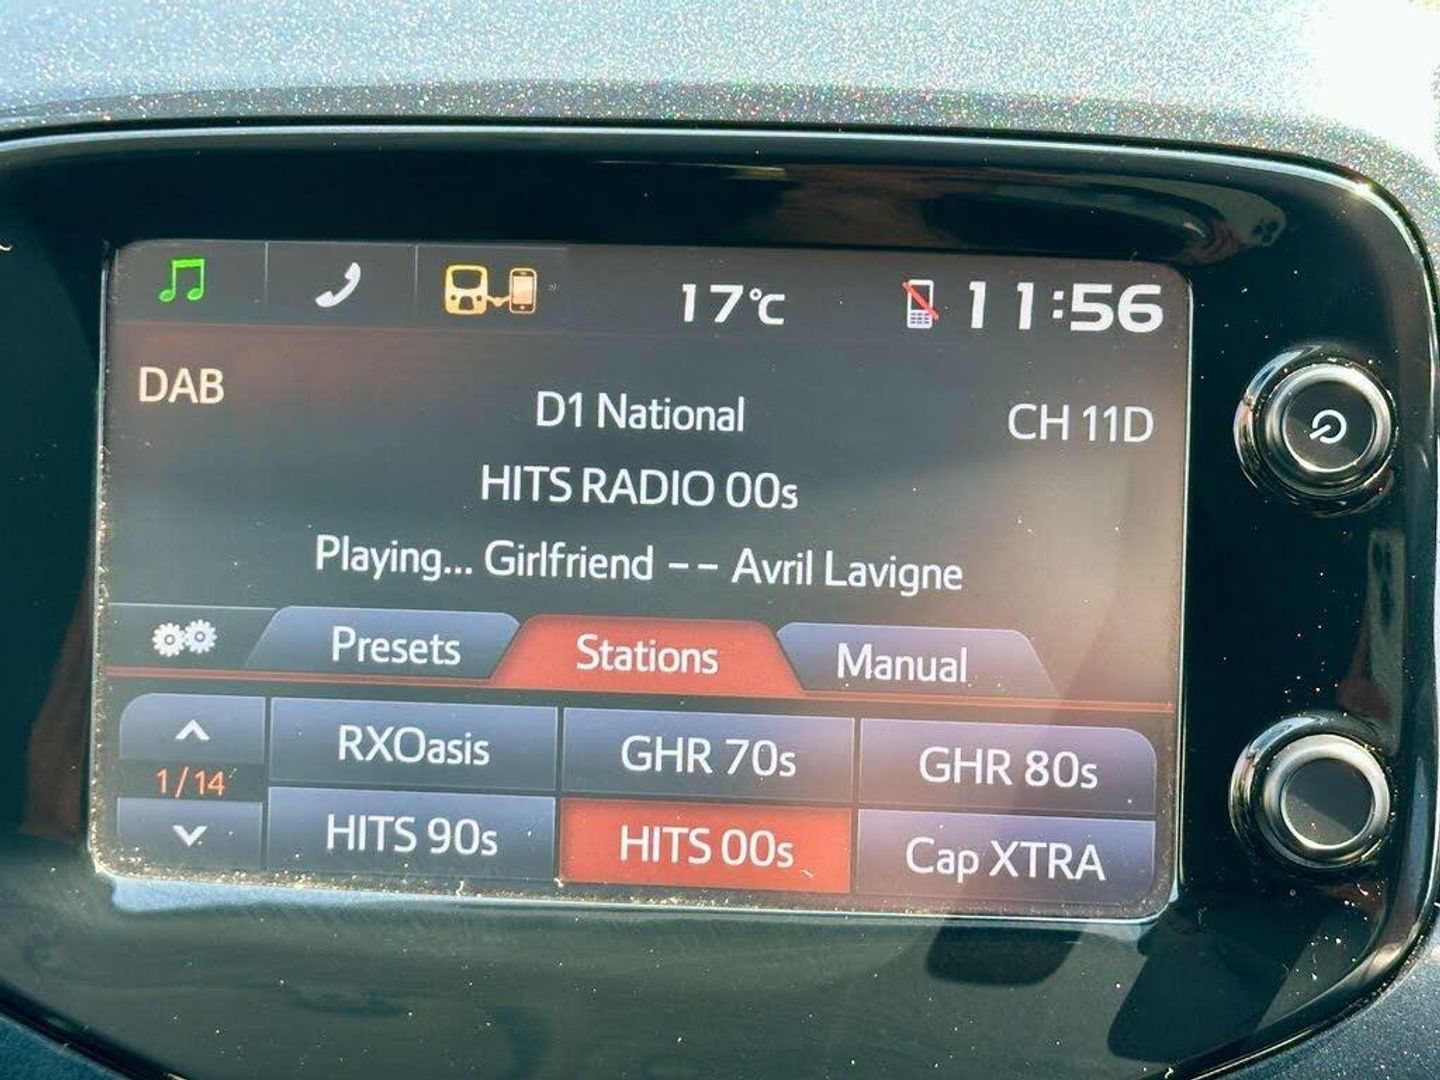 17°C
11:56
DAB
D1 National
CH 11D
HITS RADIO 00s
Playing... Girlfriend -- Avril Lavigne
Presets
Stations
Manual
1/14
RXOasis
GHR 70s
GHR 80s
HITS 90s
HITS 00s
Cap XTRA